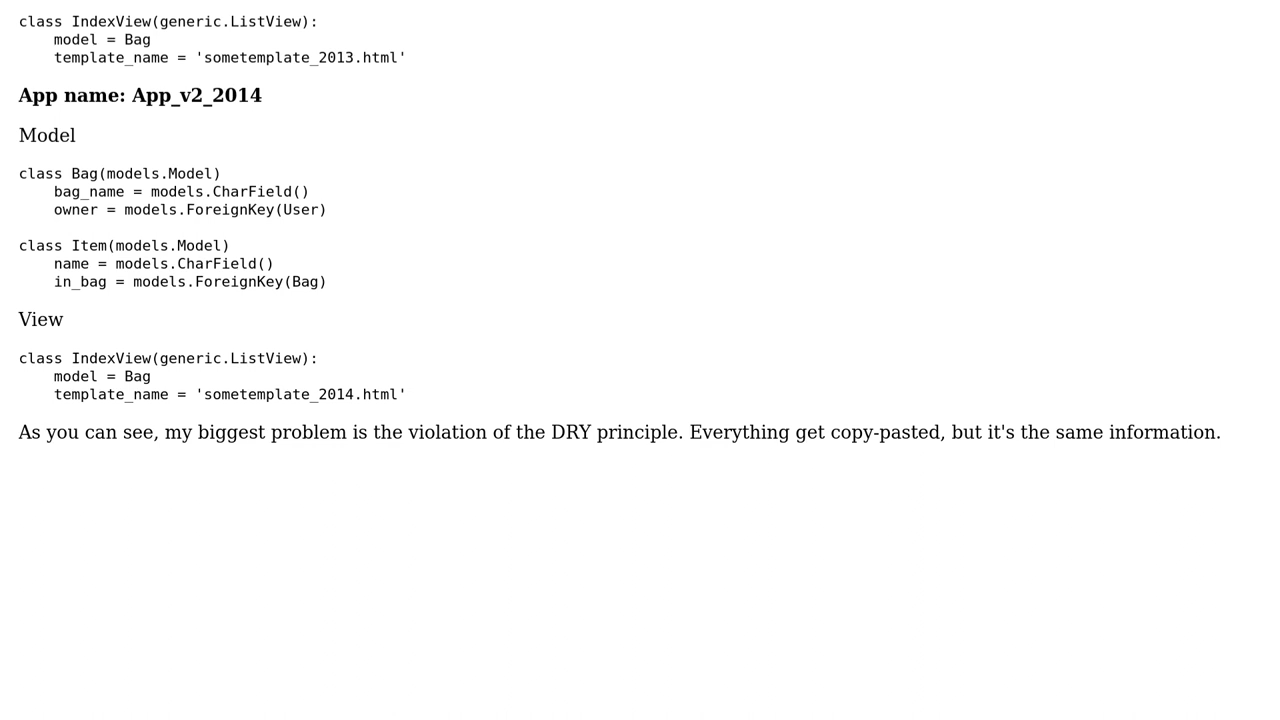 class IndexView(generic.ListView):
    model = Bag
    template_name = 'sometemplate_2013.html'
App name: App_v2_2014
Model
class Bag(models.Model)
    bag_name = models.CharField()
    owner = models.ForeignKey(User)
class Item(models.Model)
    name = models.CharField()
    in_bag = models.ForeignKey(Bag)
View
class IndexView(generic.ListView):
    model = Bag
    template_name = 'sometemplate_2014.html'
As you can see, my biggest problem is the violation of the DRY principle. Everything get copy-pasted, but it's the same information.